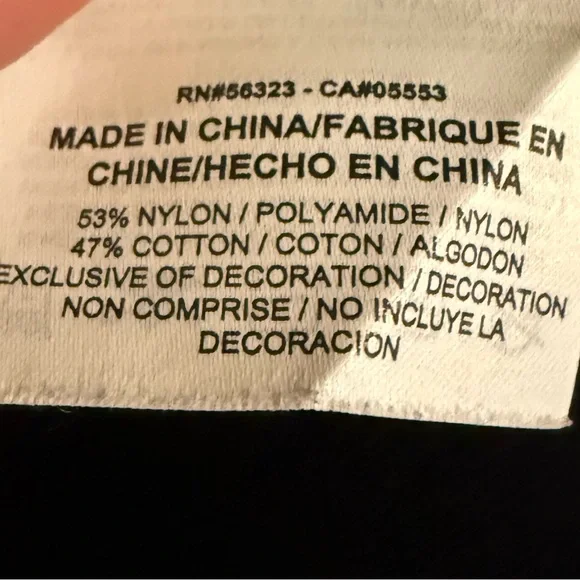 RN#56323 - CA#05553
MADE IN CHINA/FABRIQUE EN
CHINE/HECHO EN CHINA
53% NYLON / POLYAMIDE / NYLON
47% COTTON / COTON / ALGODON
EXCLUSIVE OF DECORATION / DECORATION
NON COMPRISE / NO INCLUYE LA
DECORACION